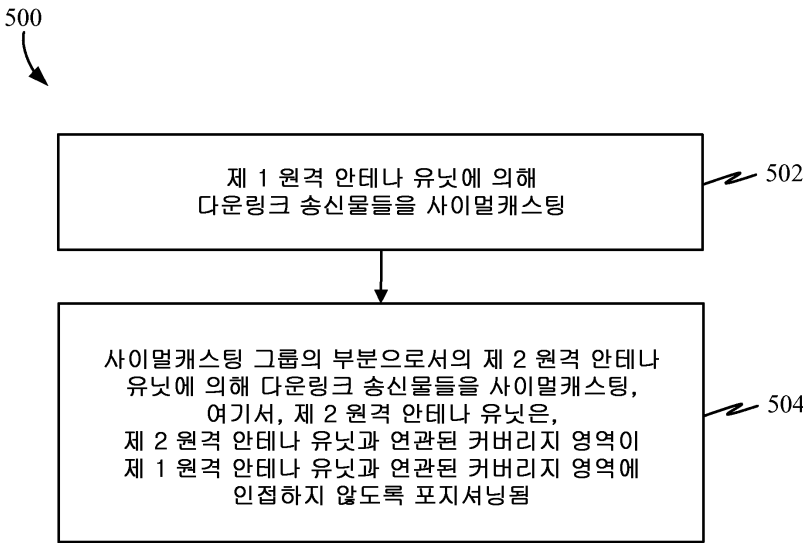 500
제 1 원격 안테나 유닛에 의해
다운링크 송신물들을 사이멀캐스팅
502
사이멀캐스팅 그룹의 부분으로서의 제 2 원격 안테나
유닛에 의해 다운링크 송신물들을 사이멀캐스팅,
여기서, 제 2 원격 안테나 유닛은,
제 2 원격 안테나 유닛과 연관된 커버리지 영역이
제 1 원격 안테나 유닛과 연관된 커버리지 영역에
인접하지 않도록 포지셔닝됨
504